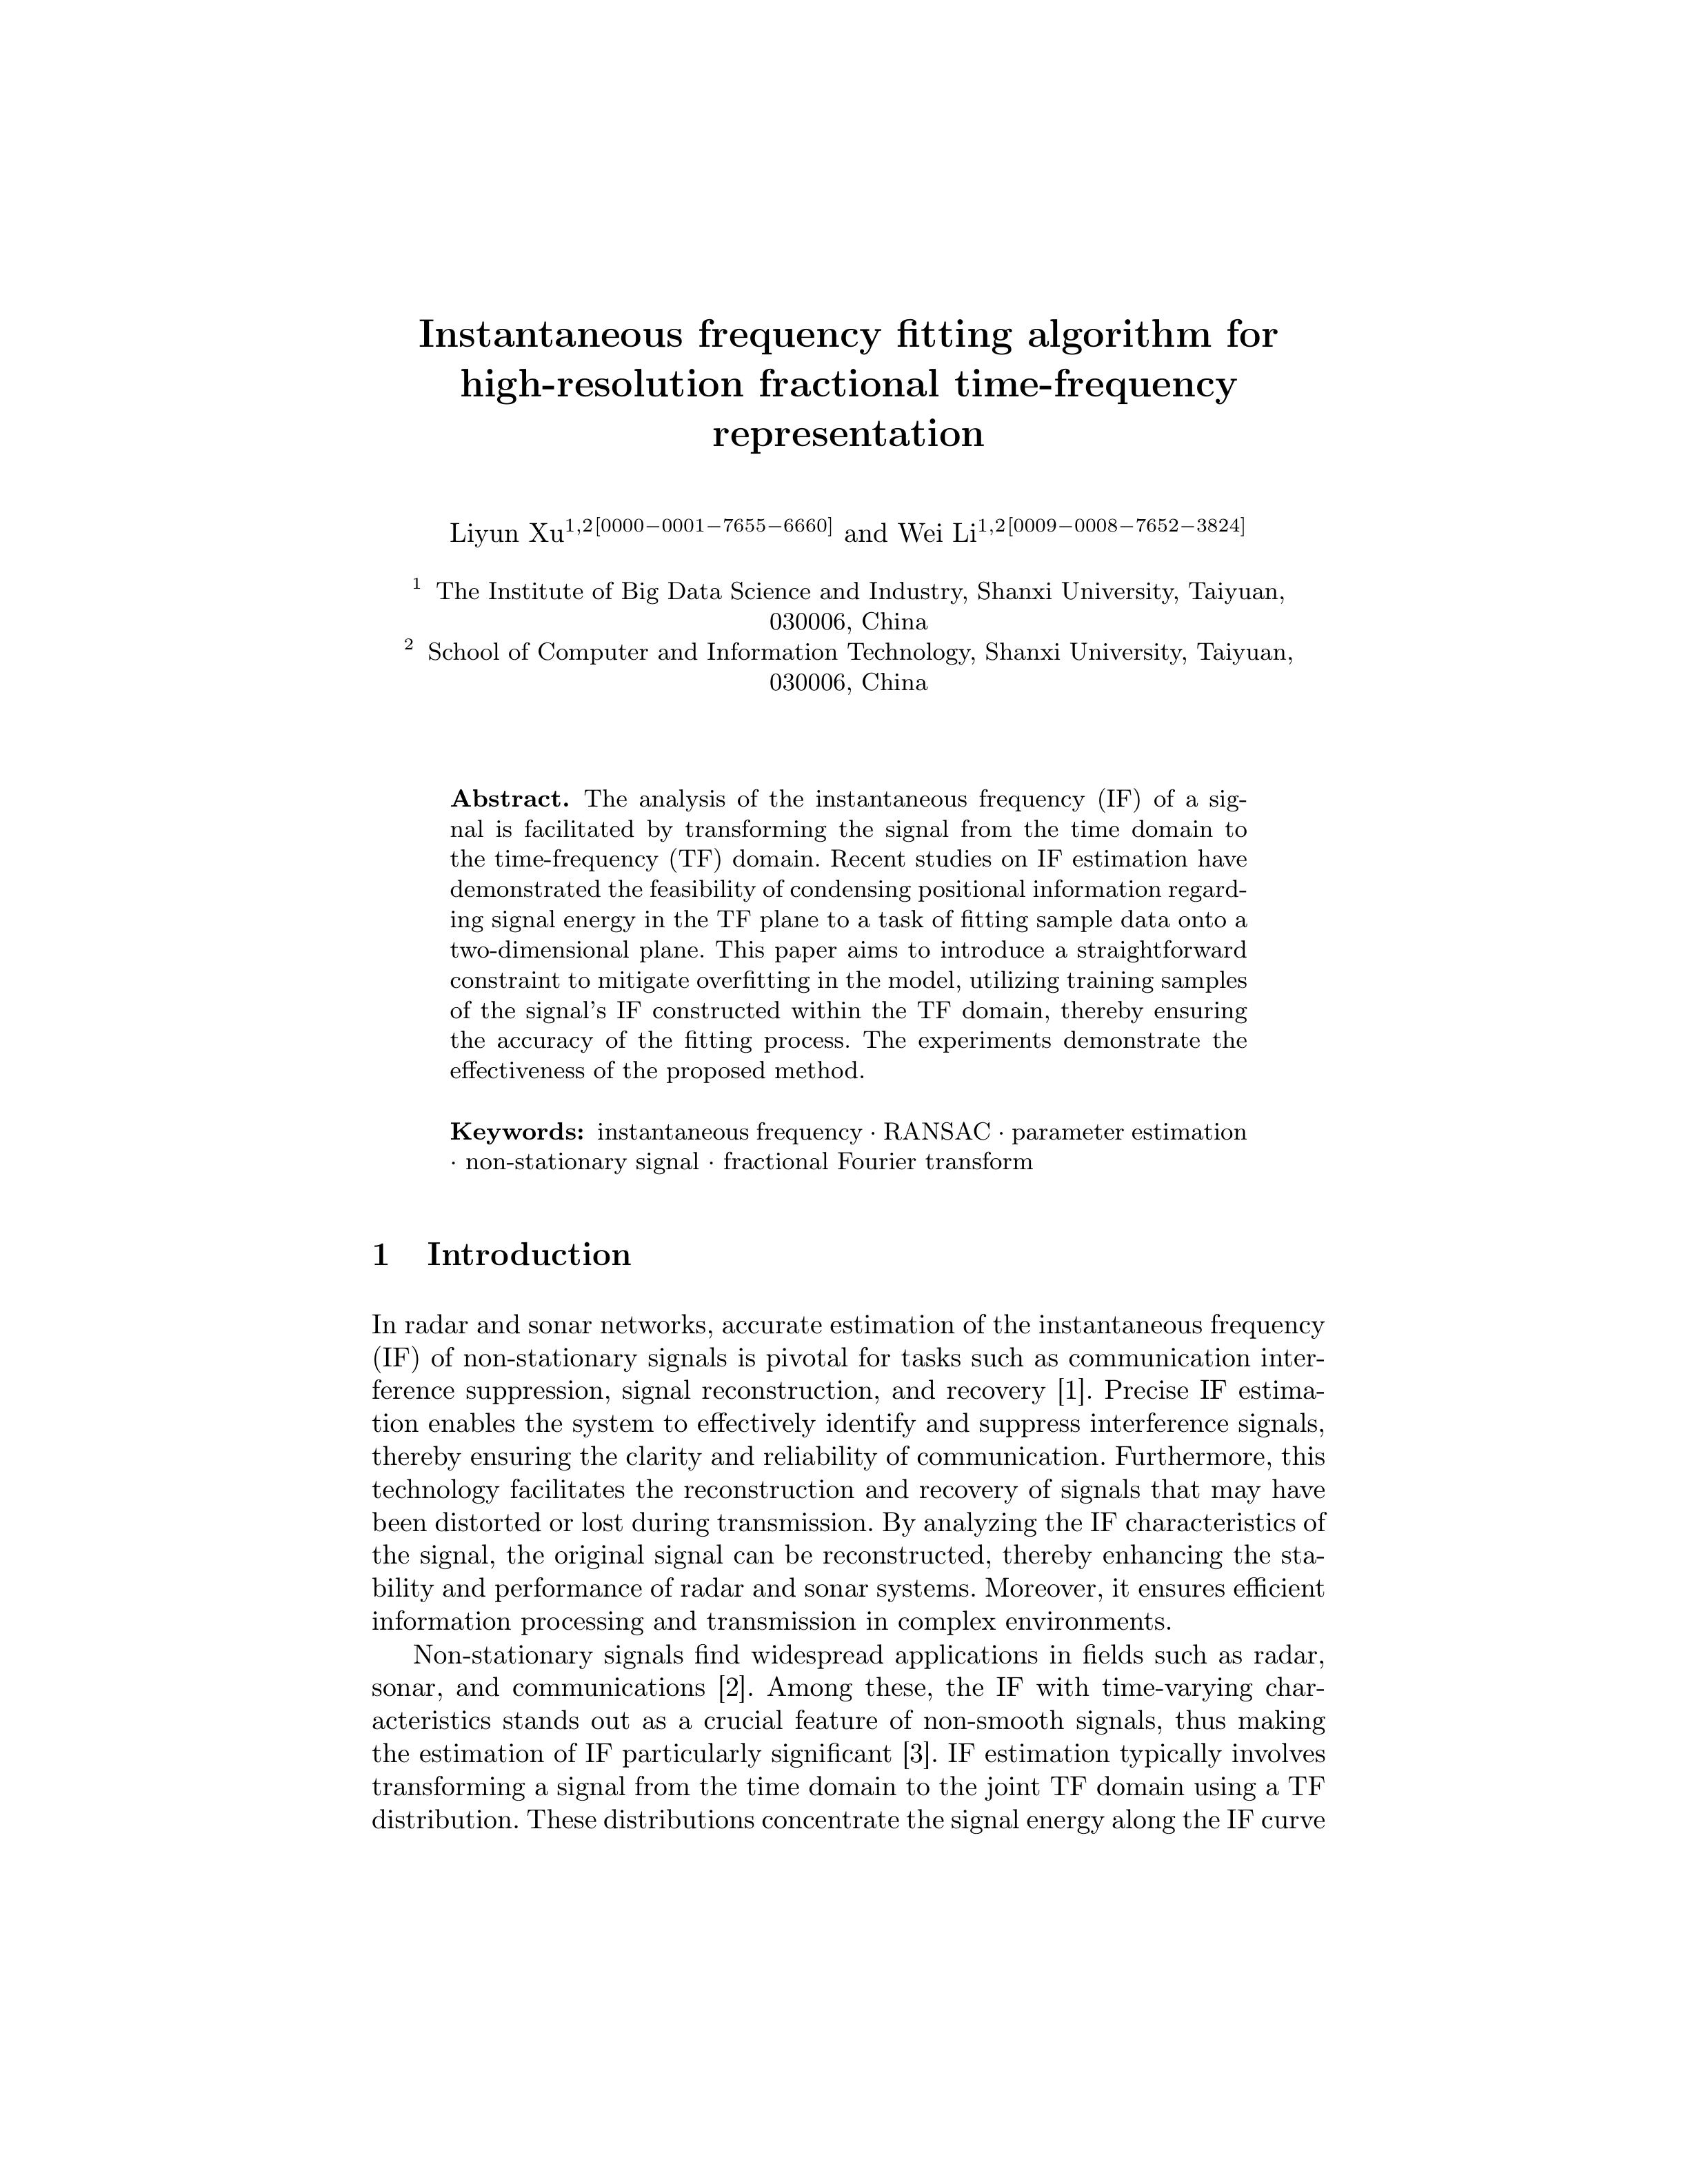 Instantaneous frequency fitting algorithm for
high-resolution fractional time-frequency
representation
Liyun Xu1,2[0000−0001−7655−6660] and Wei Li1,2[0009−0008−7652−3824]
1 The Institute of Big Data Science and Industry, Shanxi University, Taiyuan,
030006, China
2 School of Computer and Information Technology, Shanxi University, Taiyuan,
030006, China
Abstract. The analysis of the instantaneous frequency (IF) of a sig-
nal is facilitated by transforming the signal from the time domain to
the time-frequency (TF) domain. Recent studies on IF estimation have
demonstrated the feasibility of condensing positional information regard-
ing signal energy in the TF plane to a task of fitting sample data onto a
two-dimensional plane. This paper aims to introduce a straightforward
constraint to mitigate overfitting in the model, utilizing training samples
of the signal's IF constructed within the TF domain, thereby ensuring
the accuracy of the fitting process. The experiments demonstrate the
effectiveness of the proposed method.
Keywords: instantaneous frequency · RANSAC · parameter estimation
· non-stationary signal · fractional Fourier transform
1 Introduction
In radar and sonar networks, accurate estimation of the instantaneous frequency
(IF) of non-stationary signals is pivotal for tasks such as communication inter-
ference suppression, signal reconstruction, and recovery [1]. Precise IF estima-
tion enables the system to effectively identify and suppress interference signals,
thereby ensuring the clarity and reliability of communication. Furthermore, this
technology facilitates the reconstruction and recovery of signals that may have
been distorted or lost during transmission. By analyzing the IF characteristics of
the signal, the original signal can be reconstructed, thereby enhancing the sta-
bility and performance of radar and sonar systems. Moreover, it ensures efficient
information processing and transmission in complex environments.
Non-stationary signals find widespread applications in fields such as radar,
sonar, and communications [2]. Among these, the IF with time-varying char-
acteristics stands out as a crucial feature of non-smooth signals, thus making
the estimation of IF particularly significant [3]. IF estimation typically involves
transforming a signal from the time domain to the joint TF domain using a TF
distribution. These distributions concentrate the signal energy along the IF curve